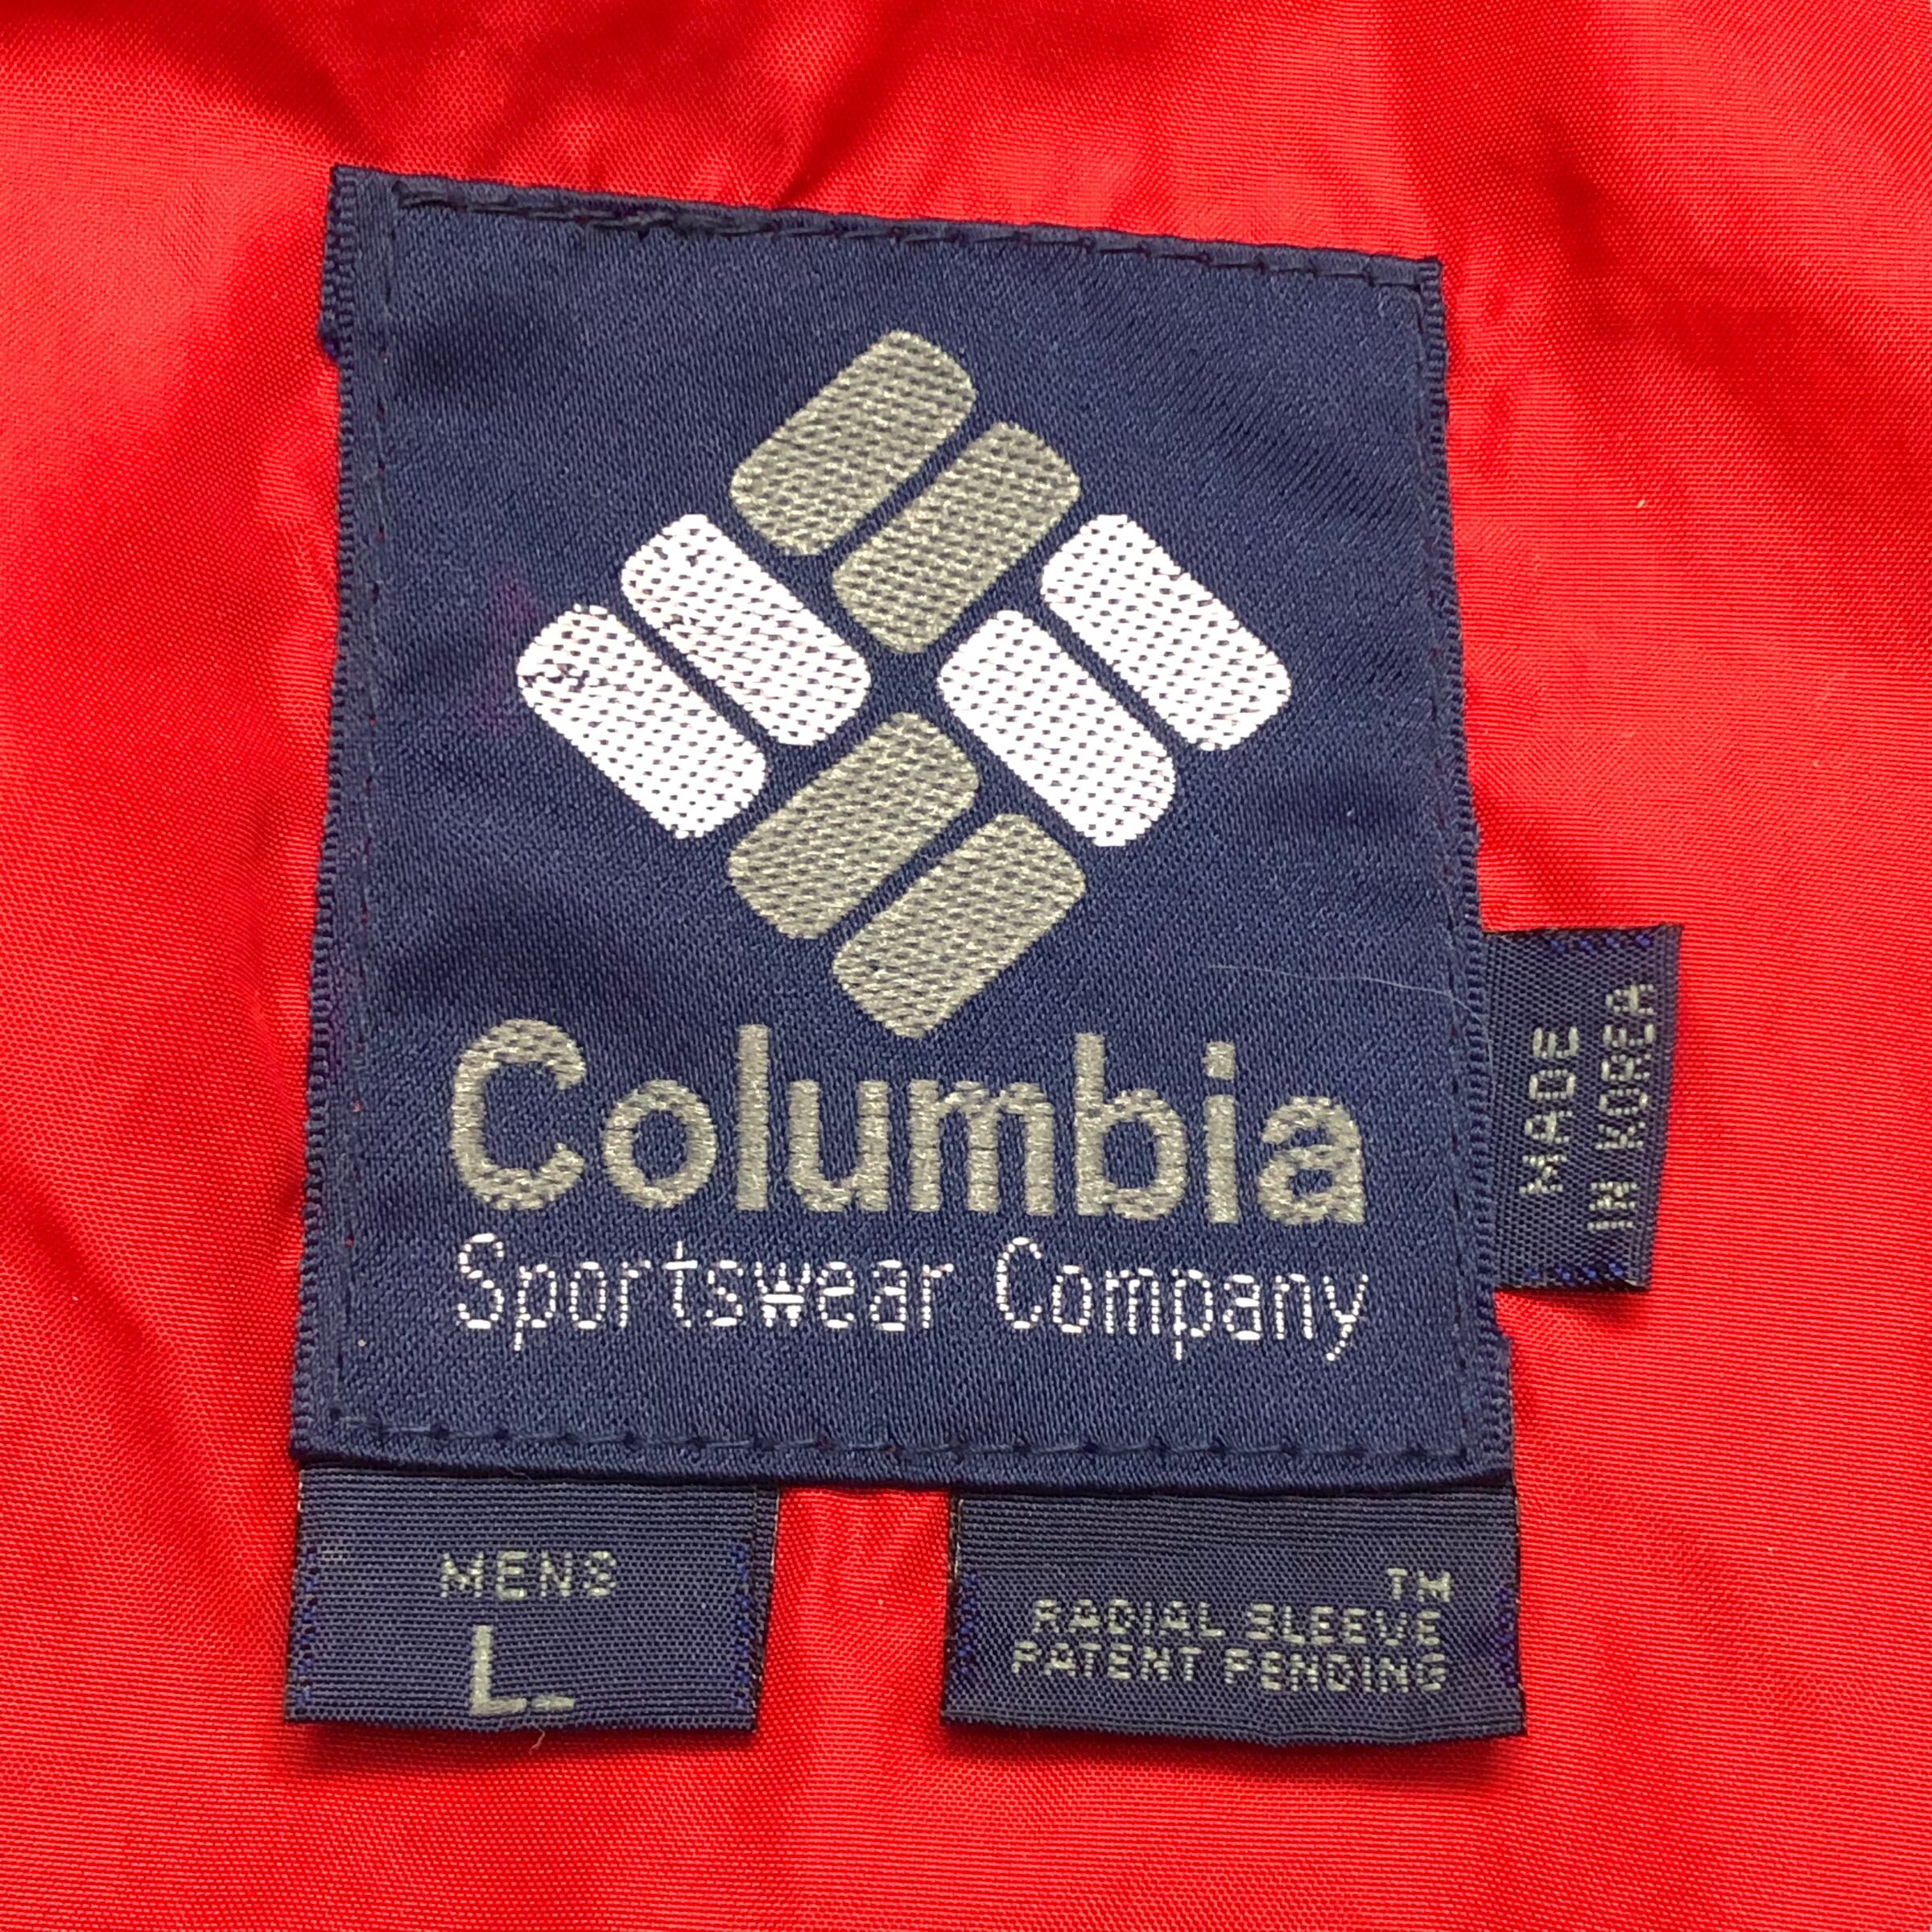 Columbia
Sportswear Company
MADE
IN KOREA
MENS
L
TM
RADIAL SLEEVE
PATENT PENDING